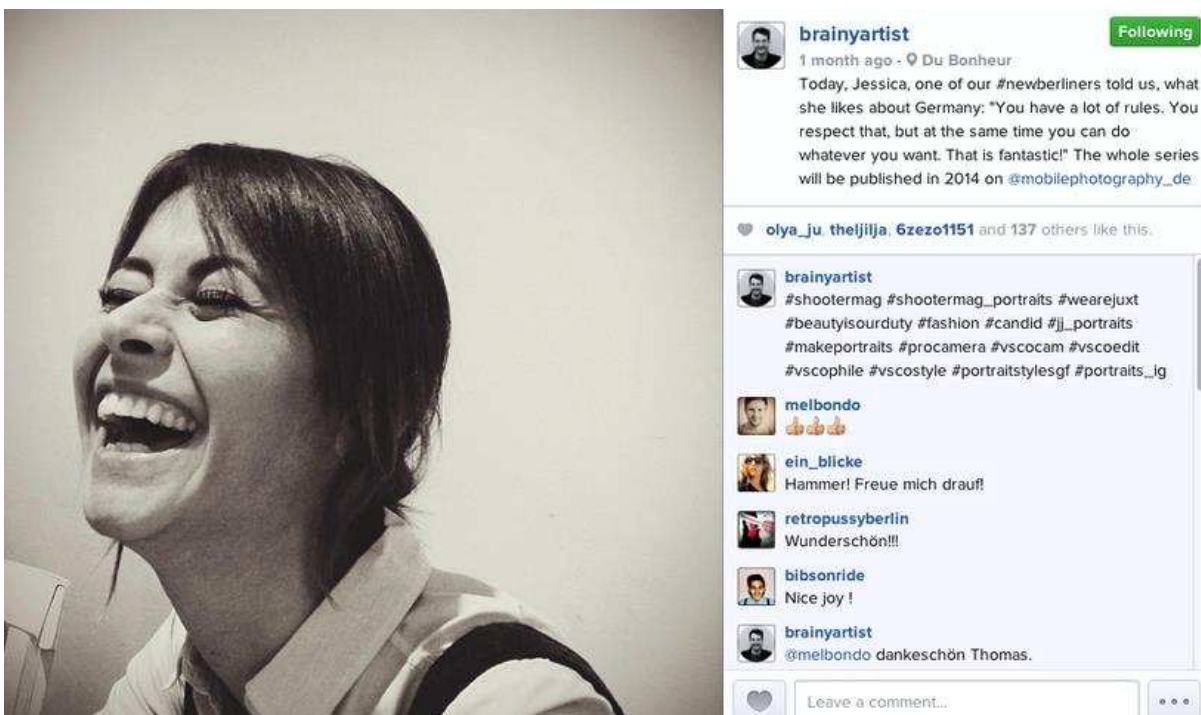 brainyartist
Following
1 month ago - Du Bonheur
Today, Jessica, one of our #newberliners told us, what
she likes about Germany: "You have a lot of rules. You
respect that, but at the same time you can do
whatever you want. That is fantastic!" The whole series
will be published in 2014 on @mobilephotography_de
olya_ju, theljilja, 6zezo1151 and 137 others like this.
brainyartist
#shootermag #shootermag_portraits #wearejuxt
#beautyisourduty #fashion #candid #jj_portraits
#makeportraits #procamera #vscocam #vscoedit
#vscophile #vscostyle #portraitstylesgf #portraits_ig
melbondo
👍👍👍
ein_blicke
Hammer! Freue mich drauf!
retropussyberlin
Wunderschön!!!
bibsonride
Nice joy !
brainyartist
@melbondo dankeschön Thomas.
Leave a comment...